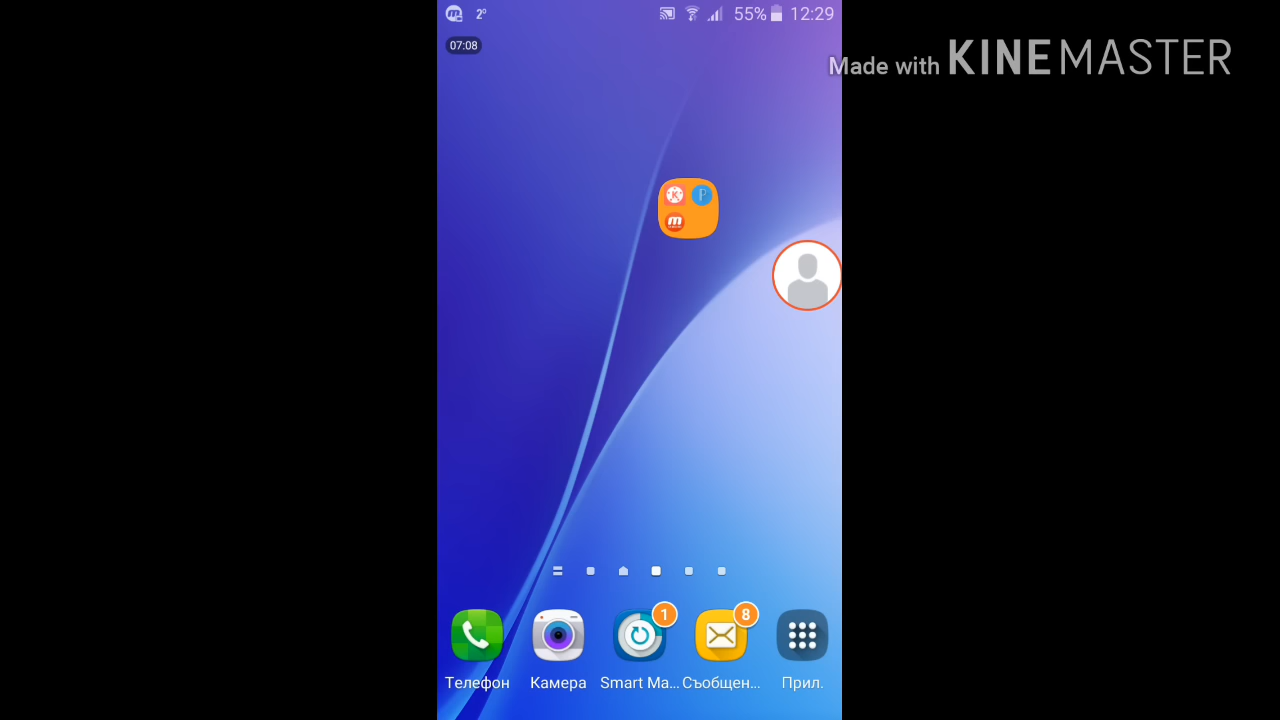 2° 55% 12:29
07:08
Made with KINEMASTER
K P
m
1 8
Телефон Камера Smart Ma... Съобщен... Прил.